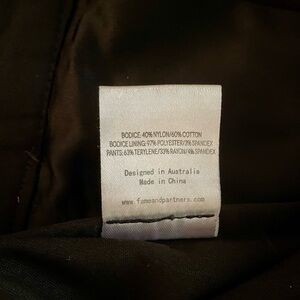 BODICE: 40% NYLON/60% COTTON
BODICE LINING: 97% POLYESTER/3% SPANDEX
PANTS: 63% TERYLENE/33% RAYON/4% SPANDEX
Designed in Australia
Made in China
www.fameandpartners.com